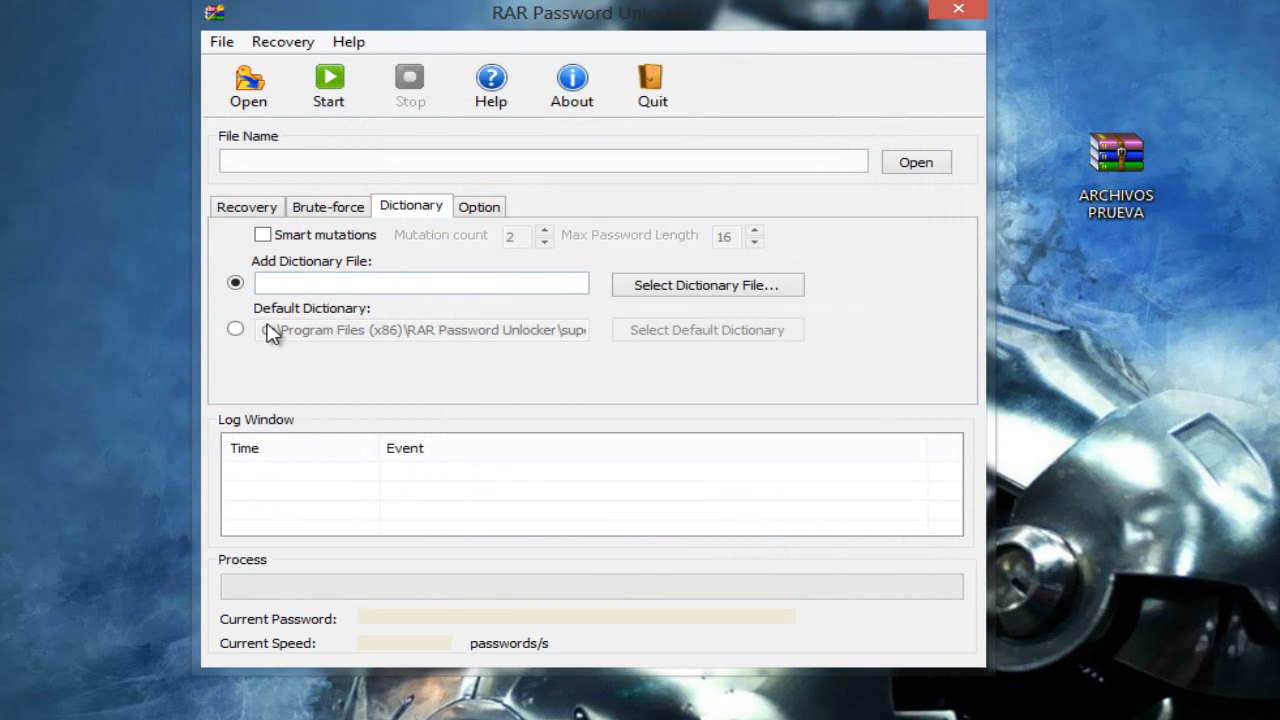 RAR Password
File Recovery Help
Open Start Stop Help About Quit
File Name
Open
Recovery Brute-force Dictionary Option
Smart mutations Mutation count 2 Max Password Length 16
Add Dictionary File:
Select Dictionary File...
Default Dictionary:
\Program Files (x86)\RAR Password Unlocker\supe Select Default Dictionary
Log Window
Time Event
Process
Current Password:
Current Speed: passwords/s
ARCHIVOS
PRUEVA